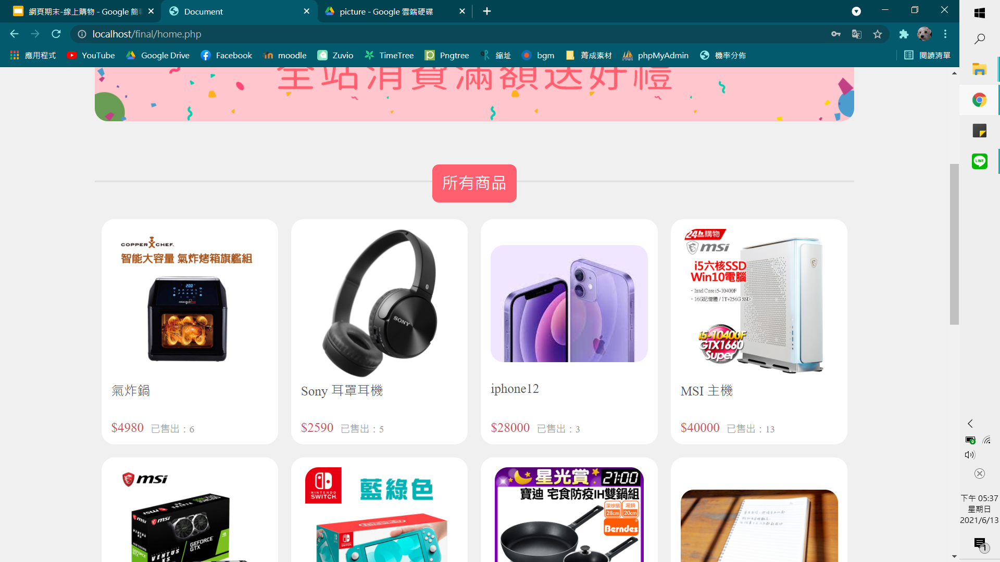 網頁期末-線上購物 - Google 簡
Document
picture - Google 雲端硬碟
localhost/final/home.php
應用程式
YouTube
Google Drive
Facebook
moodle
Zuvio
TimeTree
Pngtree
縮址
bgm
菁成素材
phpMyAdmin
機率分佈
閱讀清單
全站消費滿額送好禮
所有商品
COPPER CHEF
智能大容量 氣炸烤箱旗艦組
200
氣炸鍋
$4980 已售出：6
SONY
Sony 耳罩耳機
$2590 已售出：5
iphone12
$28000 已售出：3
24h購物
msi
i5六核SSD
Win10電腦
・Intel Core i5-10400F
・16G記憶體 / 1T+256G SSD
i5-10400F
GTX1660
Super
MSI 主機
$40000 已售出：13
msi
msi
VENTUS
XS
GEFORCE
GTX
VENTUS
XS
GEFORCE
GTX
NINTENDO
SWITCH
藍綠色
星光賞 21:00
寶迪 宅食防疫IH雙鍋組
深炒鍋
28cm
湯鍋
20cm
Berndes
LINE
下午 05:37
星期日
2021/6/13
1